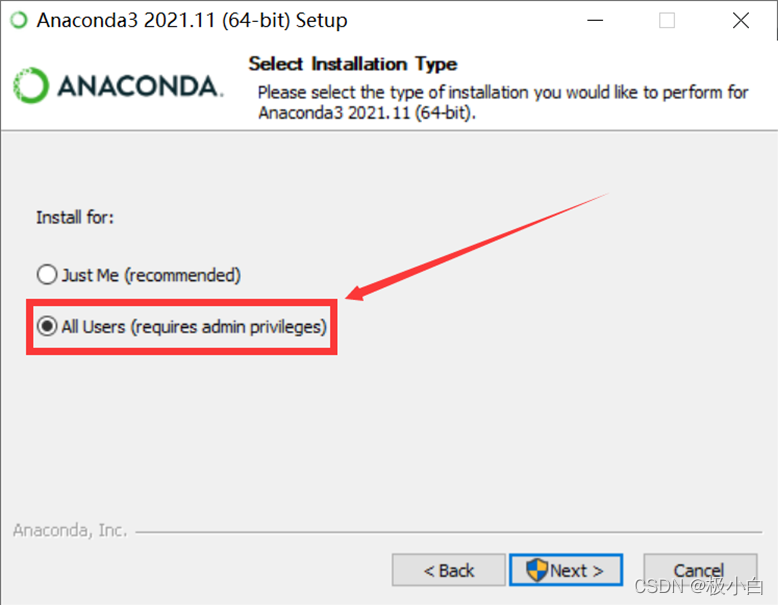 Anaconda3 2021.11 (64-bit) Setup
ANACONDA.
Select Installation Type
Please select the type of installation you would like to perform for
Anaconda3 2021.11 (64-bit).
Install for:
Just Me (recommended)
All Users (requires admin privileges)
Anaconda, Inc.
< Back
Next >
Cancel
CSDN @极小白